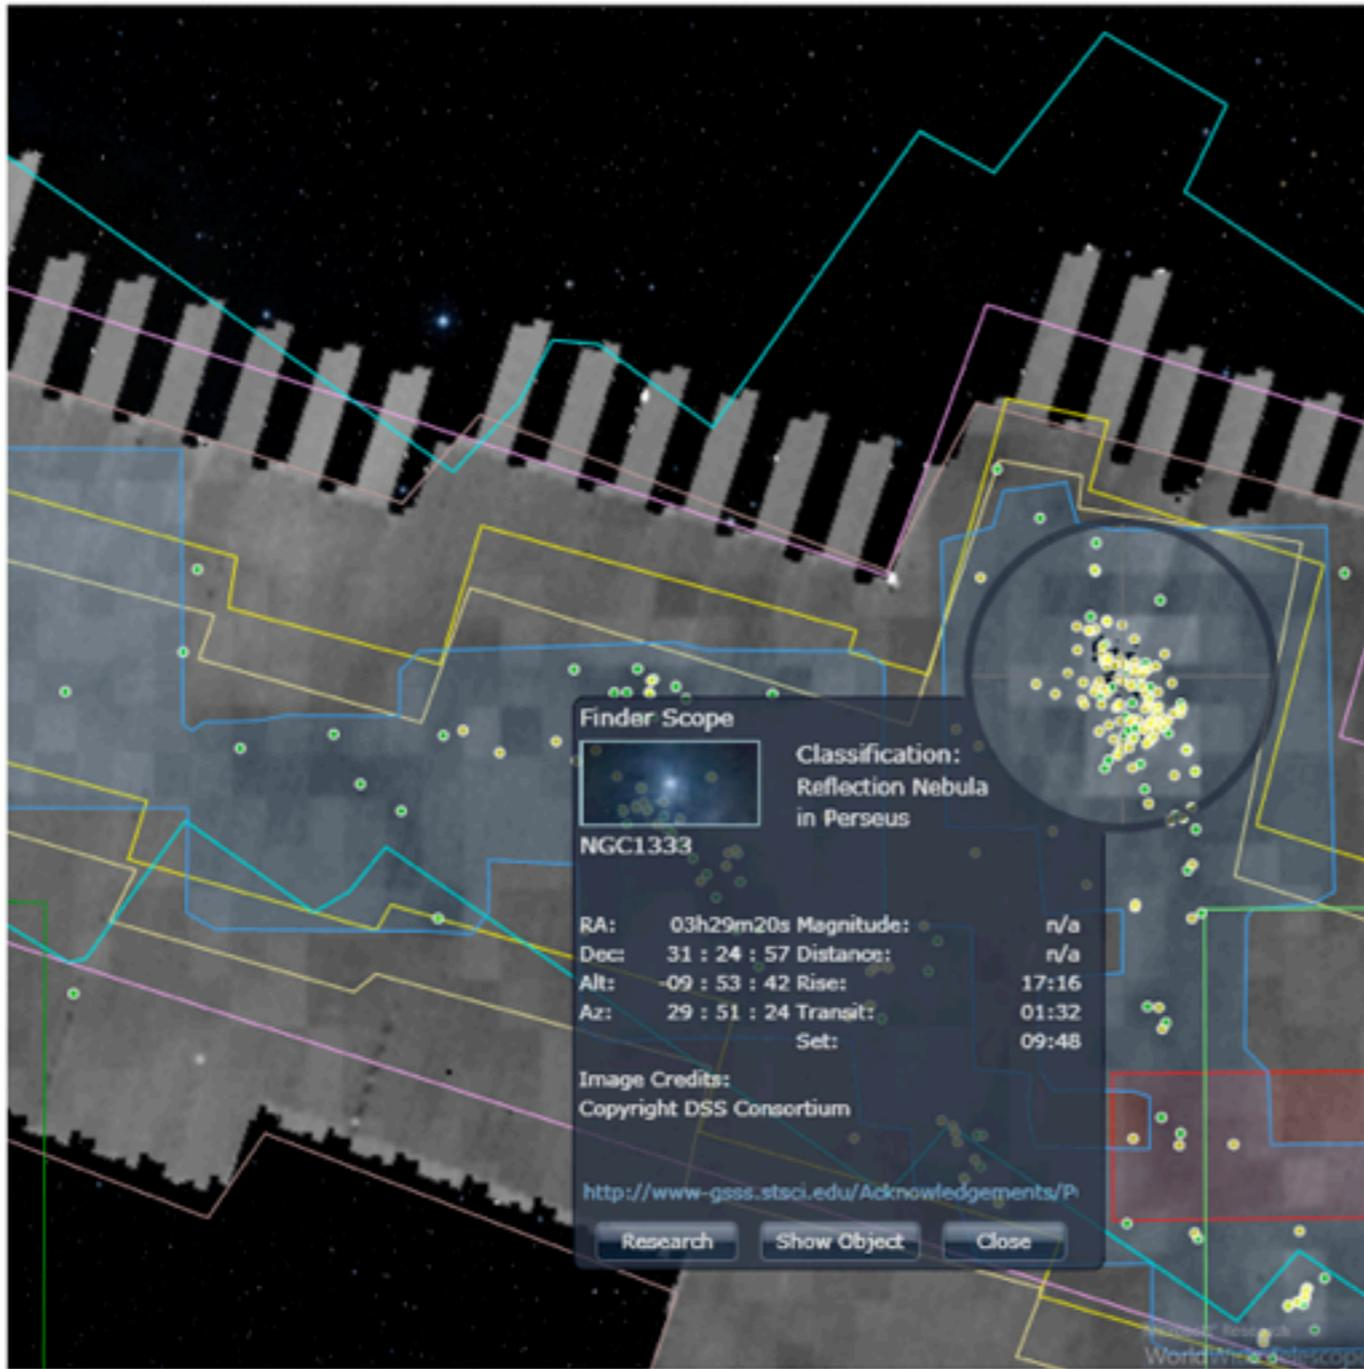 Finder Scope
Classification:
Reflection Nebula
in Perseus
NGC1333
RA: 03h29m20s Magnitude: n/a
Dec: 31 : 24 : 57 Distance: n/a
Alt: -09 : 53 : 42 Rise: 17:16
Az: 29 : 51 : 24 Transit: 01:32
Set: 09:48
Image Credits:
Copyright DSS Consortium
http://www-gsss.stsci.edu/Acknowledgements/P
Research Show Object Close
Research
WorldWideTelescope